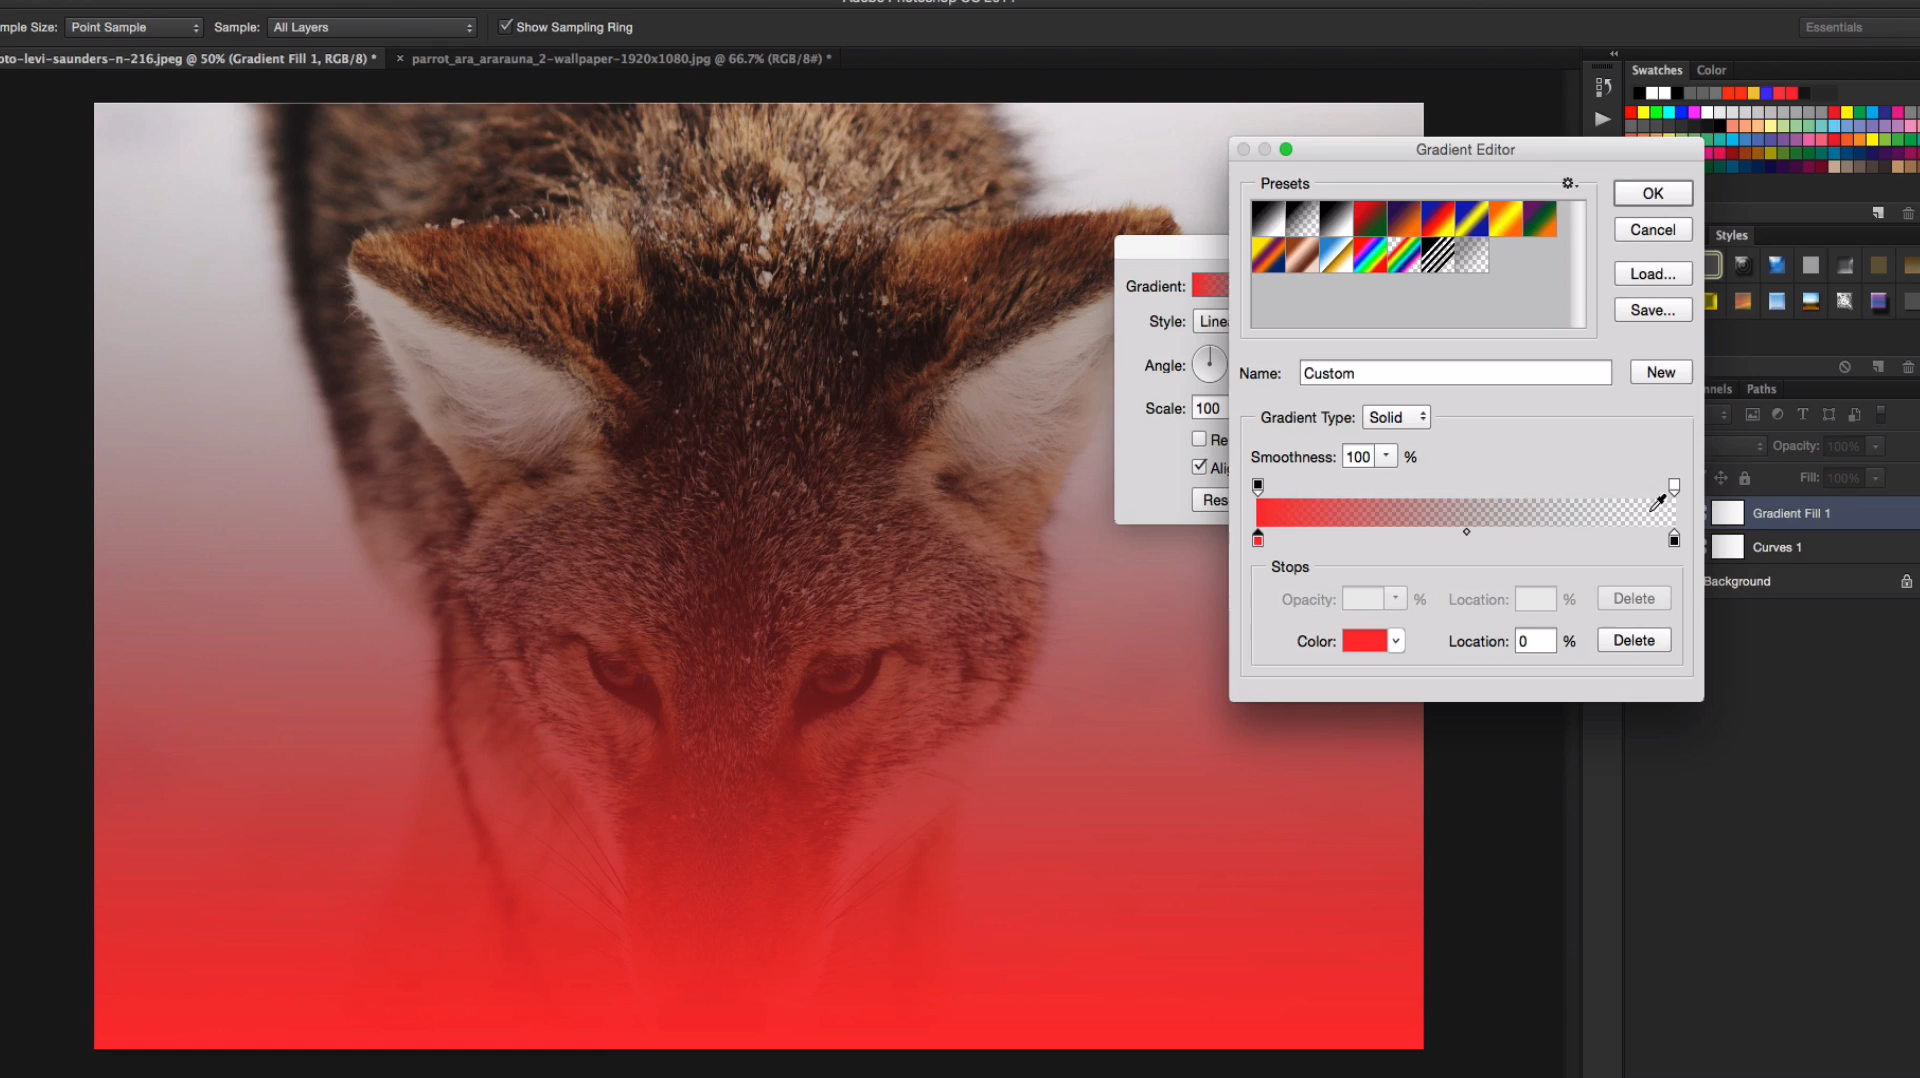 mple Size: Point Sample Sample: All Layers Show Sampling Ring Essentials
oto-levi-saunders-n-216.jpeg @ 50% (Gradient Fill 1, RGB/8) * × parrot_ara_ararauna_2-wallpaper-1920x1080.jpg @ 66.7% (RGB/8#) *
Swatches Color
Gradient Editor
Presets
OK
Cancel
Load...
Save...
Styles
Gradient:
Style: Line
Angle:
Scale: 100
Re
Alig
Res
Name: Custom New
Gradient Type: Solid
Smoothness: 100 %
Stops
Opacity: % Location: % Delete
Color: Location: 0 % Delete
nnels Paths
Opacity: 100%
Fill: 100%
Gradient Fill 1
Curves 1
Background